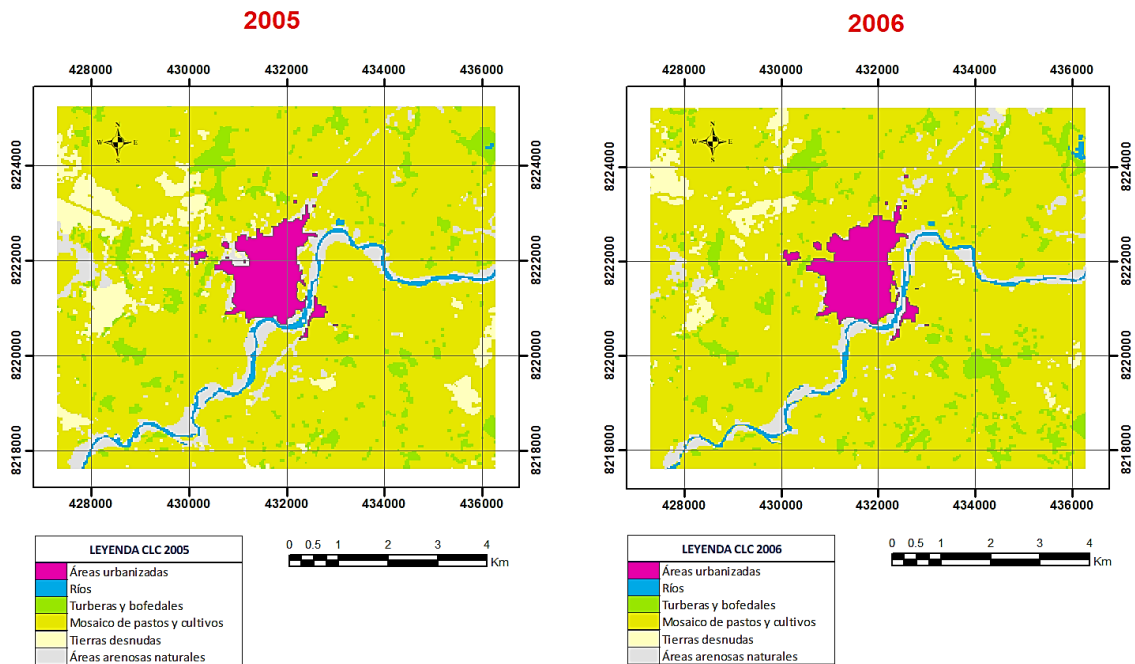 2005
2006
428000 430000 432000 434000 436000
428000 430000 432000 434000 436000
N
W E
S
N
W E
S
8224000 8224000
8222000 8222000
8220000 8220000
8218000 8218000
8224000 8224000
8222000 8222000
8220000 8220000
8218000 8218000
428000 430000 432000 434000 436000
428000 430000 432000 434000 436000
LEYENDA CLC 2005
Áreas urbanizadas
Ríos
Turberas y bofedales
Mosaico de pastos y cultivos
Tierras desnudas
Áreas arenosas naturales
0 0.5 1 2 3 4
Km
LEYENDA CLC 2006
Áreas urbanizadas
Ríos
Turberas y bofedales
Mosaico de pastos y cultivos
Tierras desnudas
Áreas arenosas naturales
0 0.5 1 2 3 4
Km